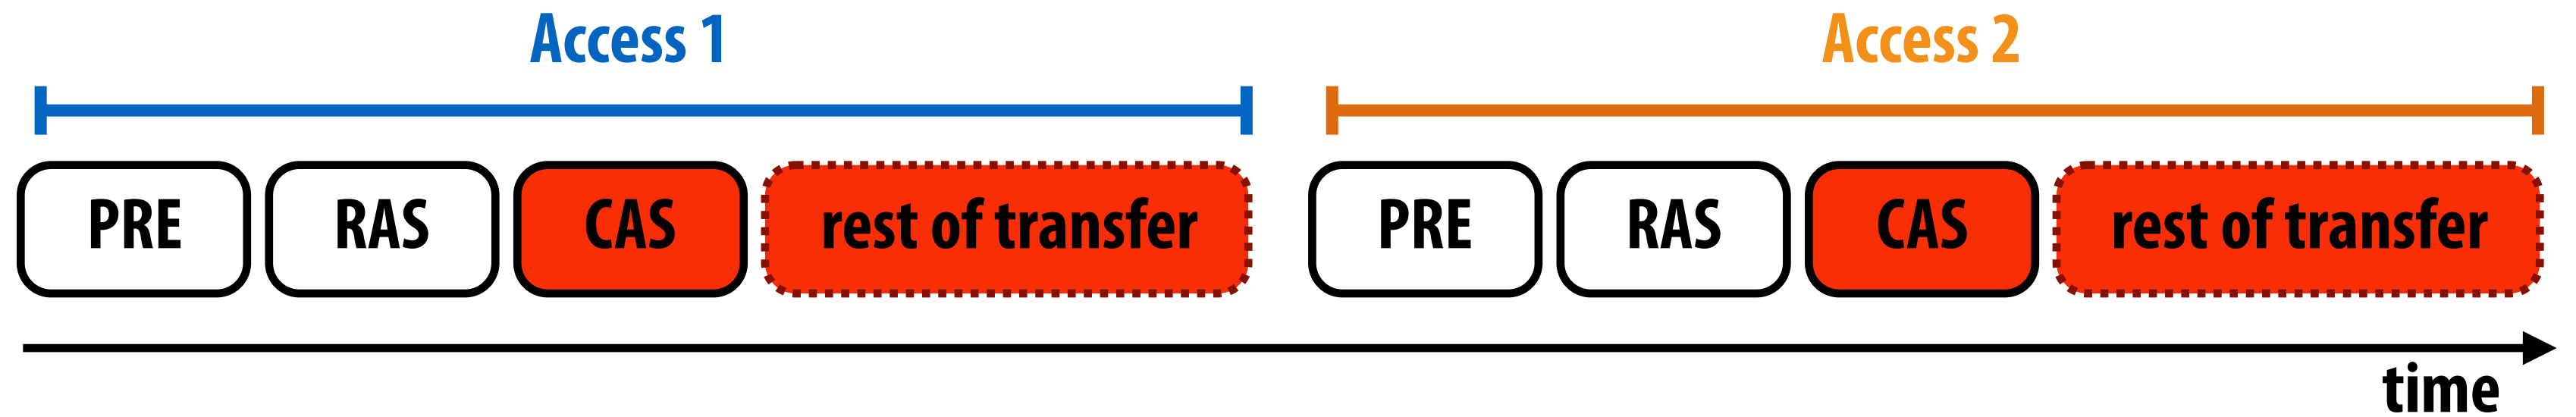 Access 1 Access 2
PRE RAS CAS rest of transfer PRE RAS CAS rest of transfer
time